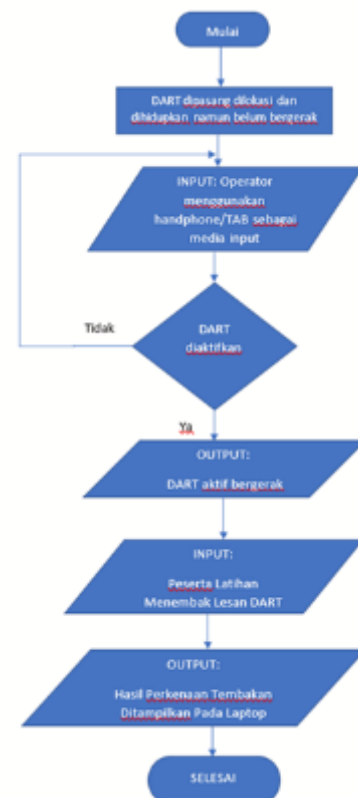 Mulai
DART dipasang dilokasi dan
dihidupkan namun belum bergerak
INPUT: Operator
menggunakan
handphone/TAB sebagai
media input
DART
diaktifkan
Tidak
Ya
OUTPUT:
DART aktif bergerak
INPUT:
Peserta Latihan
Menembak Lesan DART
OUTPUT:
Hasil Perkenaan Tembakan
Ditampilkan Pada Laptop
SELESAI